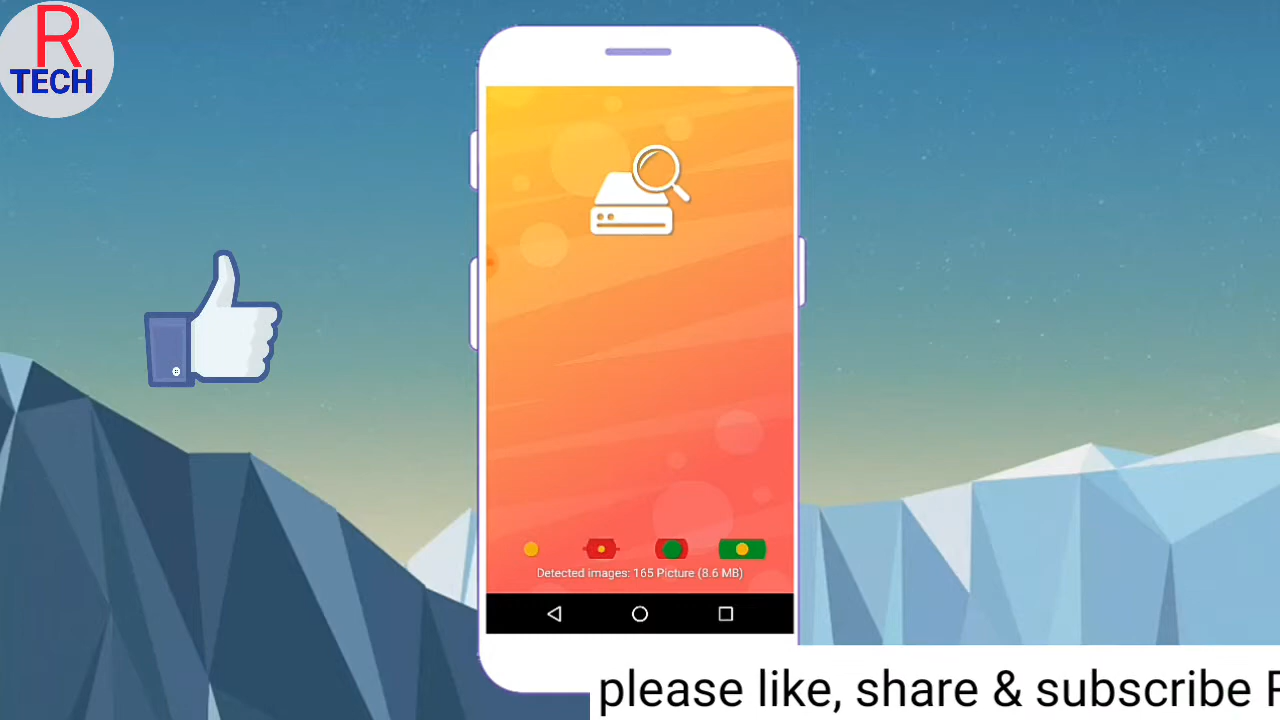 R
TECH
Detected images: 165 Picture (8.6 MB)
please like, share & subscribe